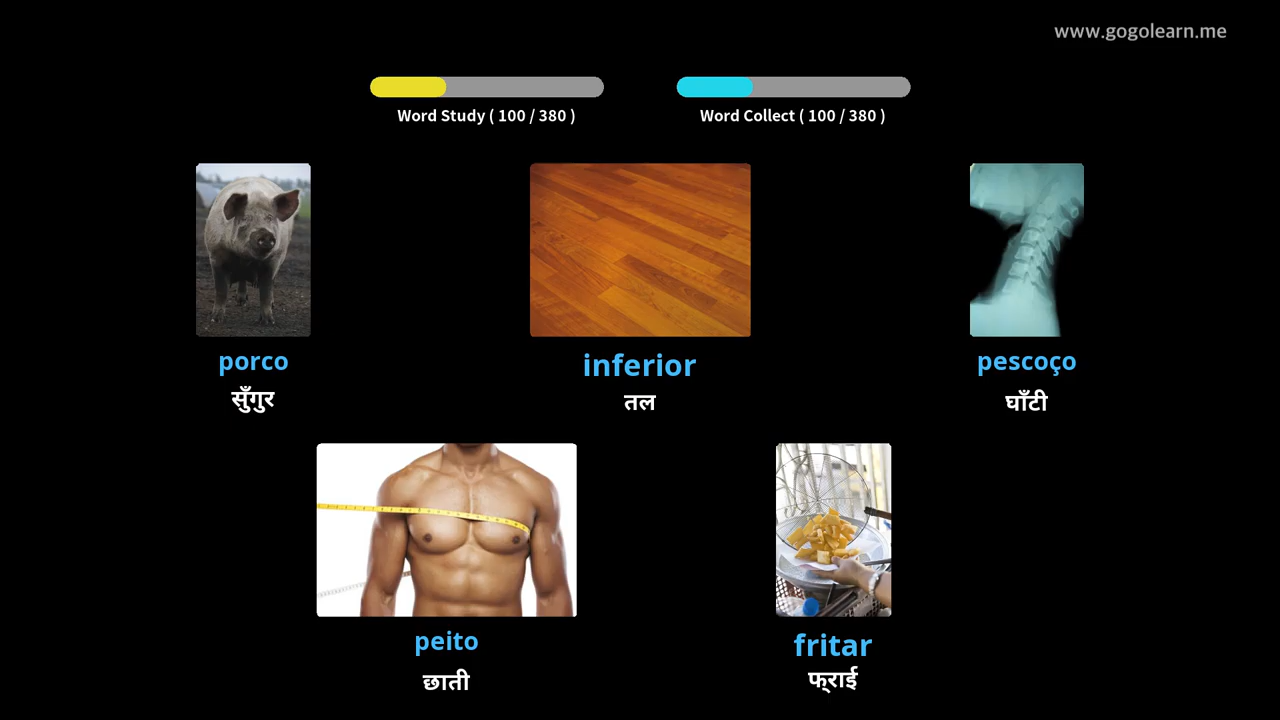 www.gogolearn.me
Word Study ( 100 / 380 )
Word Collect ( 100 / 380 )
porco
सुँगुर
inferior
तल
pescoço
घाँटी
peito
छाती
fritar
फ्राई